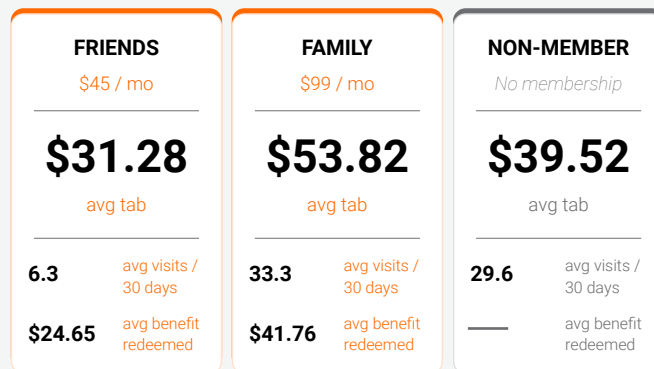 FRIENDS
$45 / mo
$31.28
avg tab
6.3
avg visits /
30 days
$24.65
avg benefit
redeemed
FAMILY
$99 / mo
$53.82
avg tab
33.3
avg visits /
30 days
$41.76
avg benefit
redeemed
NON-MEMBER
No membership
$39.52
avg tab
29.6
avg visits /
30 days
avg benefit
redeemed